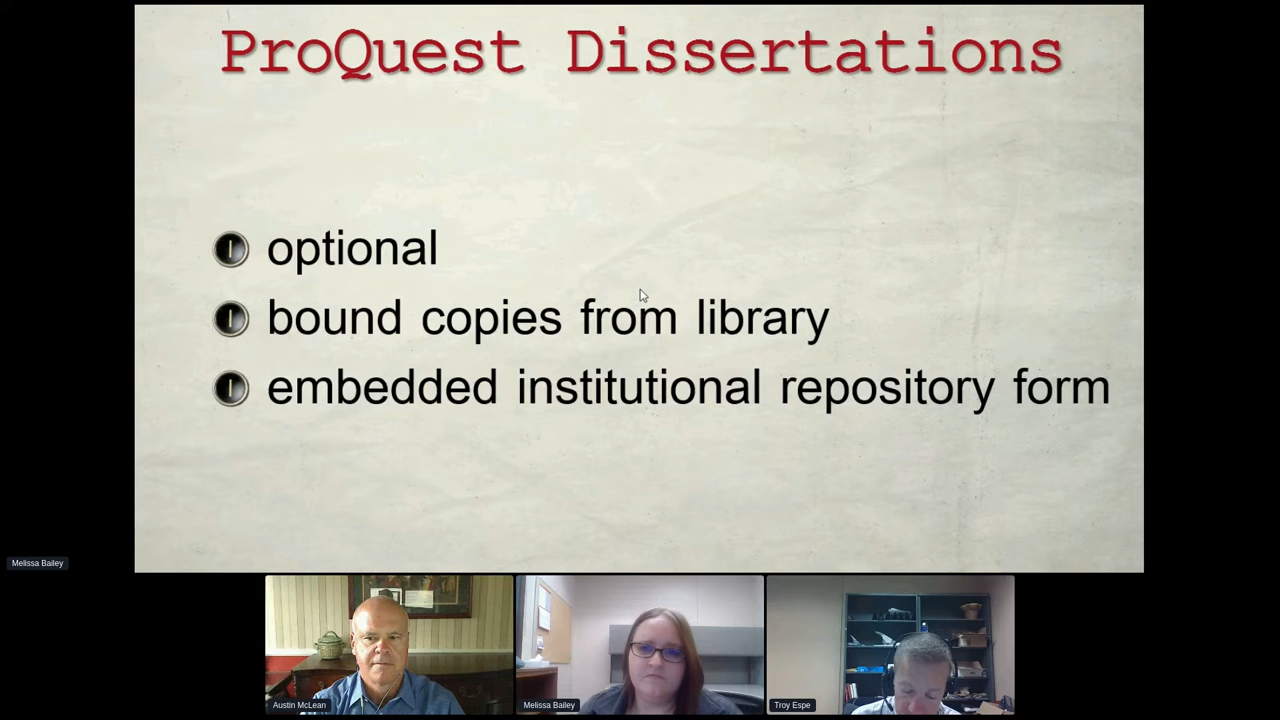 ProQuest Dissertations
optional
bound copies from library
embedded institutional repository form
Melissa Bailey
Austin McLean
Melissa Bailey
Troy Espe